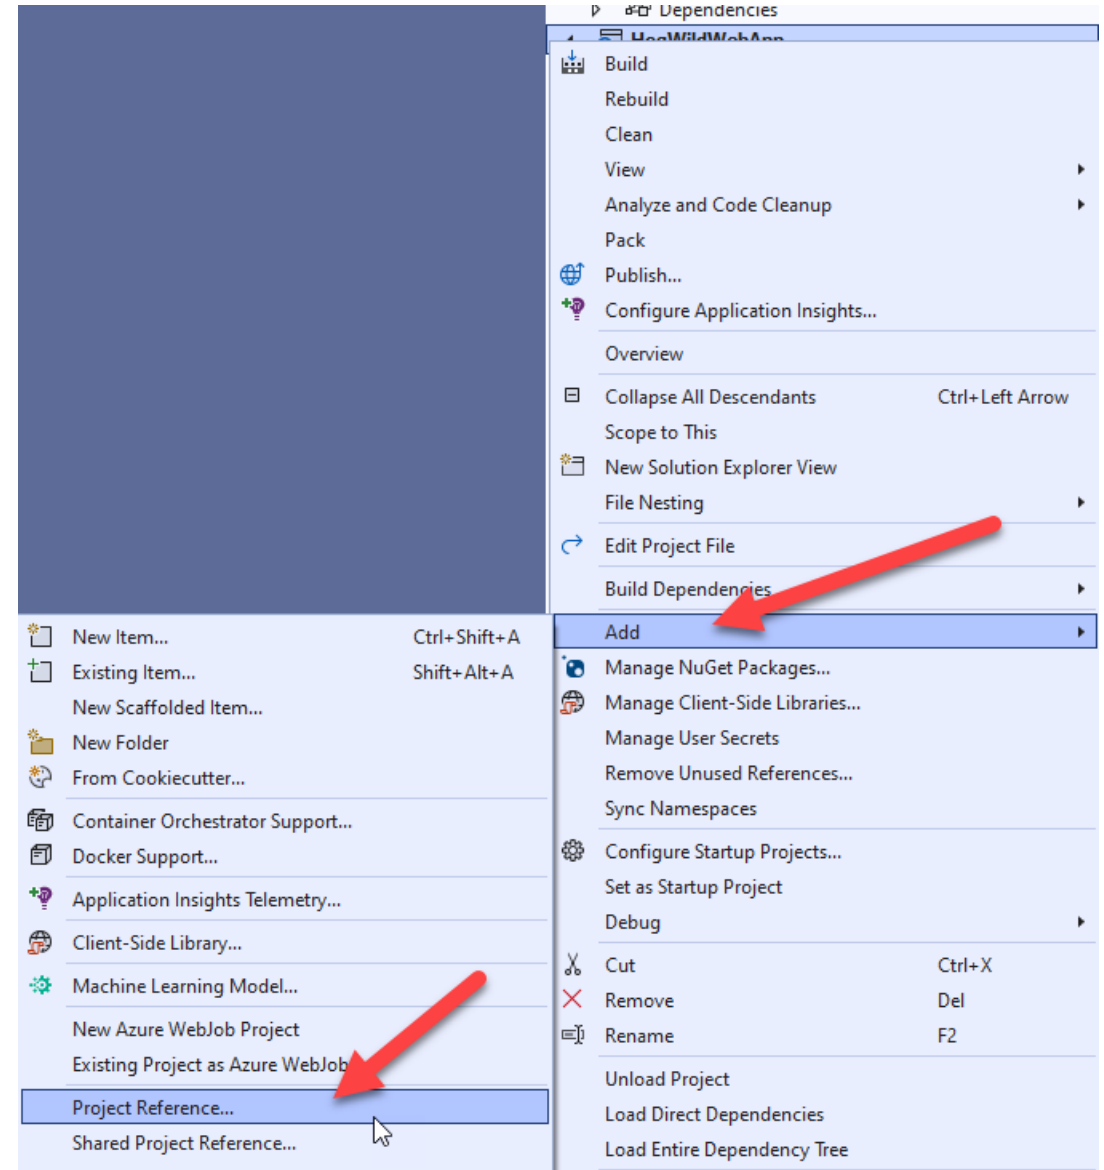 Dependencies
HogWildWebApp
Build
Rebuild
Clean
View
Analyze and Code Cleanup
Pack
Publish...
Configure Application Insights...
Overview
Collapse All Descendants Ctrl+Left Arrow
Scope to This
New Solution Explorer View
File Nesting
Edit Project File
Build Dependencies
Add
Manage NuGet Packages...
Manage Client-Side Libraries...
Manage User Secrets
Remove Unused References...
Sync Namespaces
Configure Startup Projects...
Set as Startup Project
Debug
Cut Ctrl+X
Remove Del
Rename F2
Unload Project
Load Direct Dependencies
Load Entire Dependency Tree
New Item... Ctrl+Shift+A
Existing Item... Shift+Alt+A
New Scaffolded Item...
New Folder
From Cookiecutter...
Container Orchestrator Support...
Docker Support...
Application Insights Telemetry...
Client-Side Library...
Machine Learning Model...
New Azure WebJob Project
Existing Project as Azure WebJob
Project Reference...
Shared Project Reference...